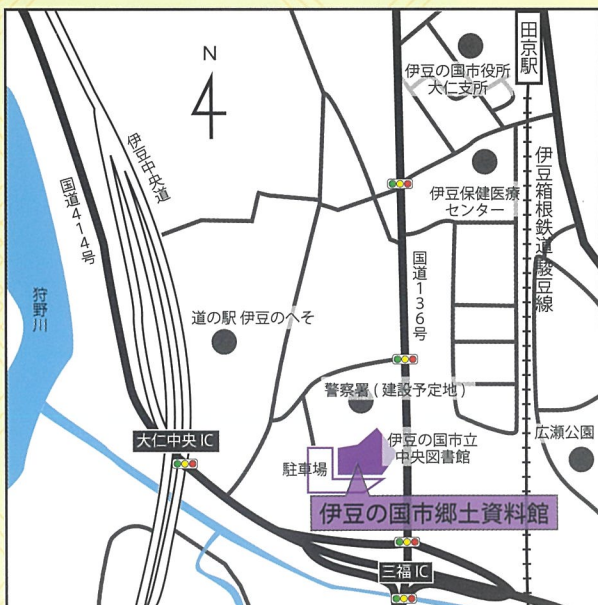 田京駅
N
伊豆の国市役所
大仁支所
伊豆中央道
国道414号
伊豆保健医療
センター
伊豆箱根鉄道駿豆線
国道136号
狩野川
道の駅 伊豆のへそ
警察署 ( 建設予定地 )
大仁中央 IC
伊豆の国市立
中央図書館
駐車場
広瀬公園
伊豆の国市郷土資料館
三福 IC